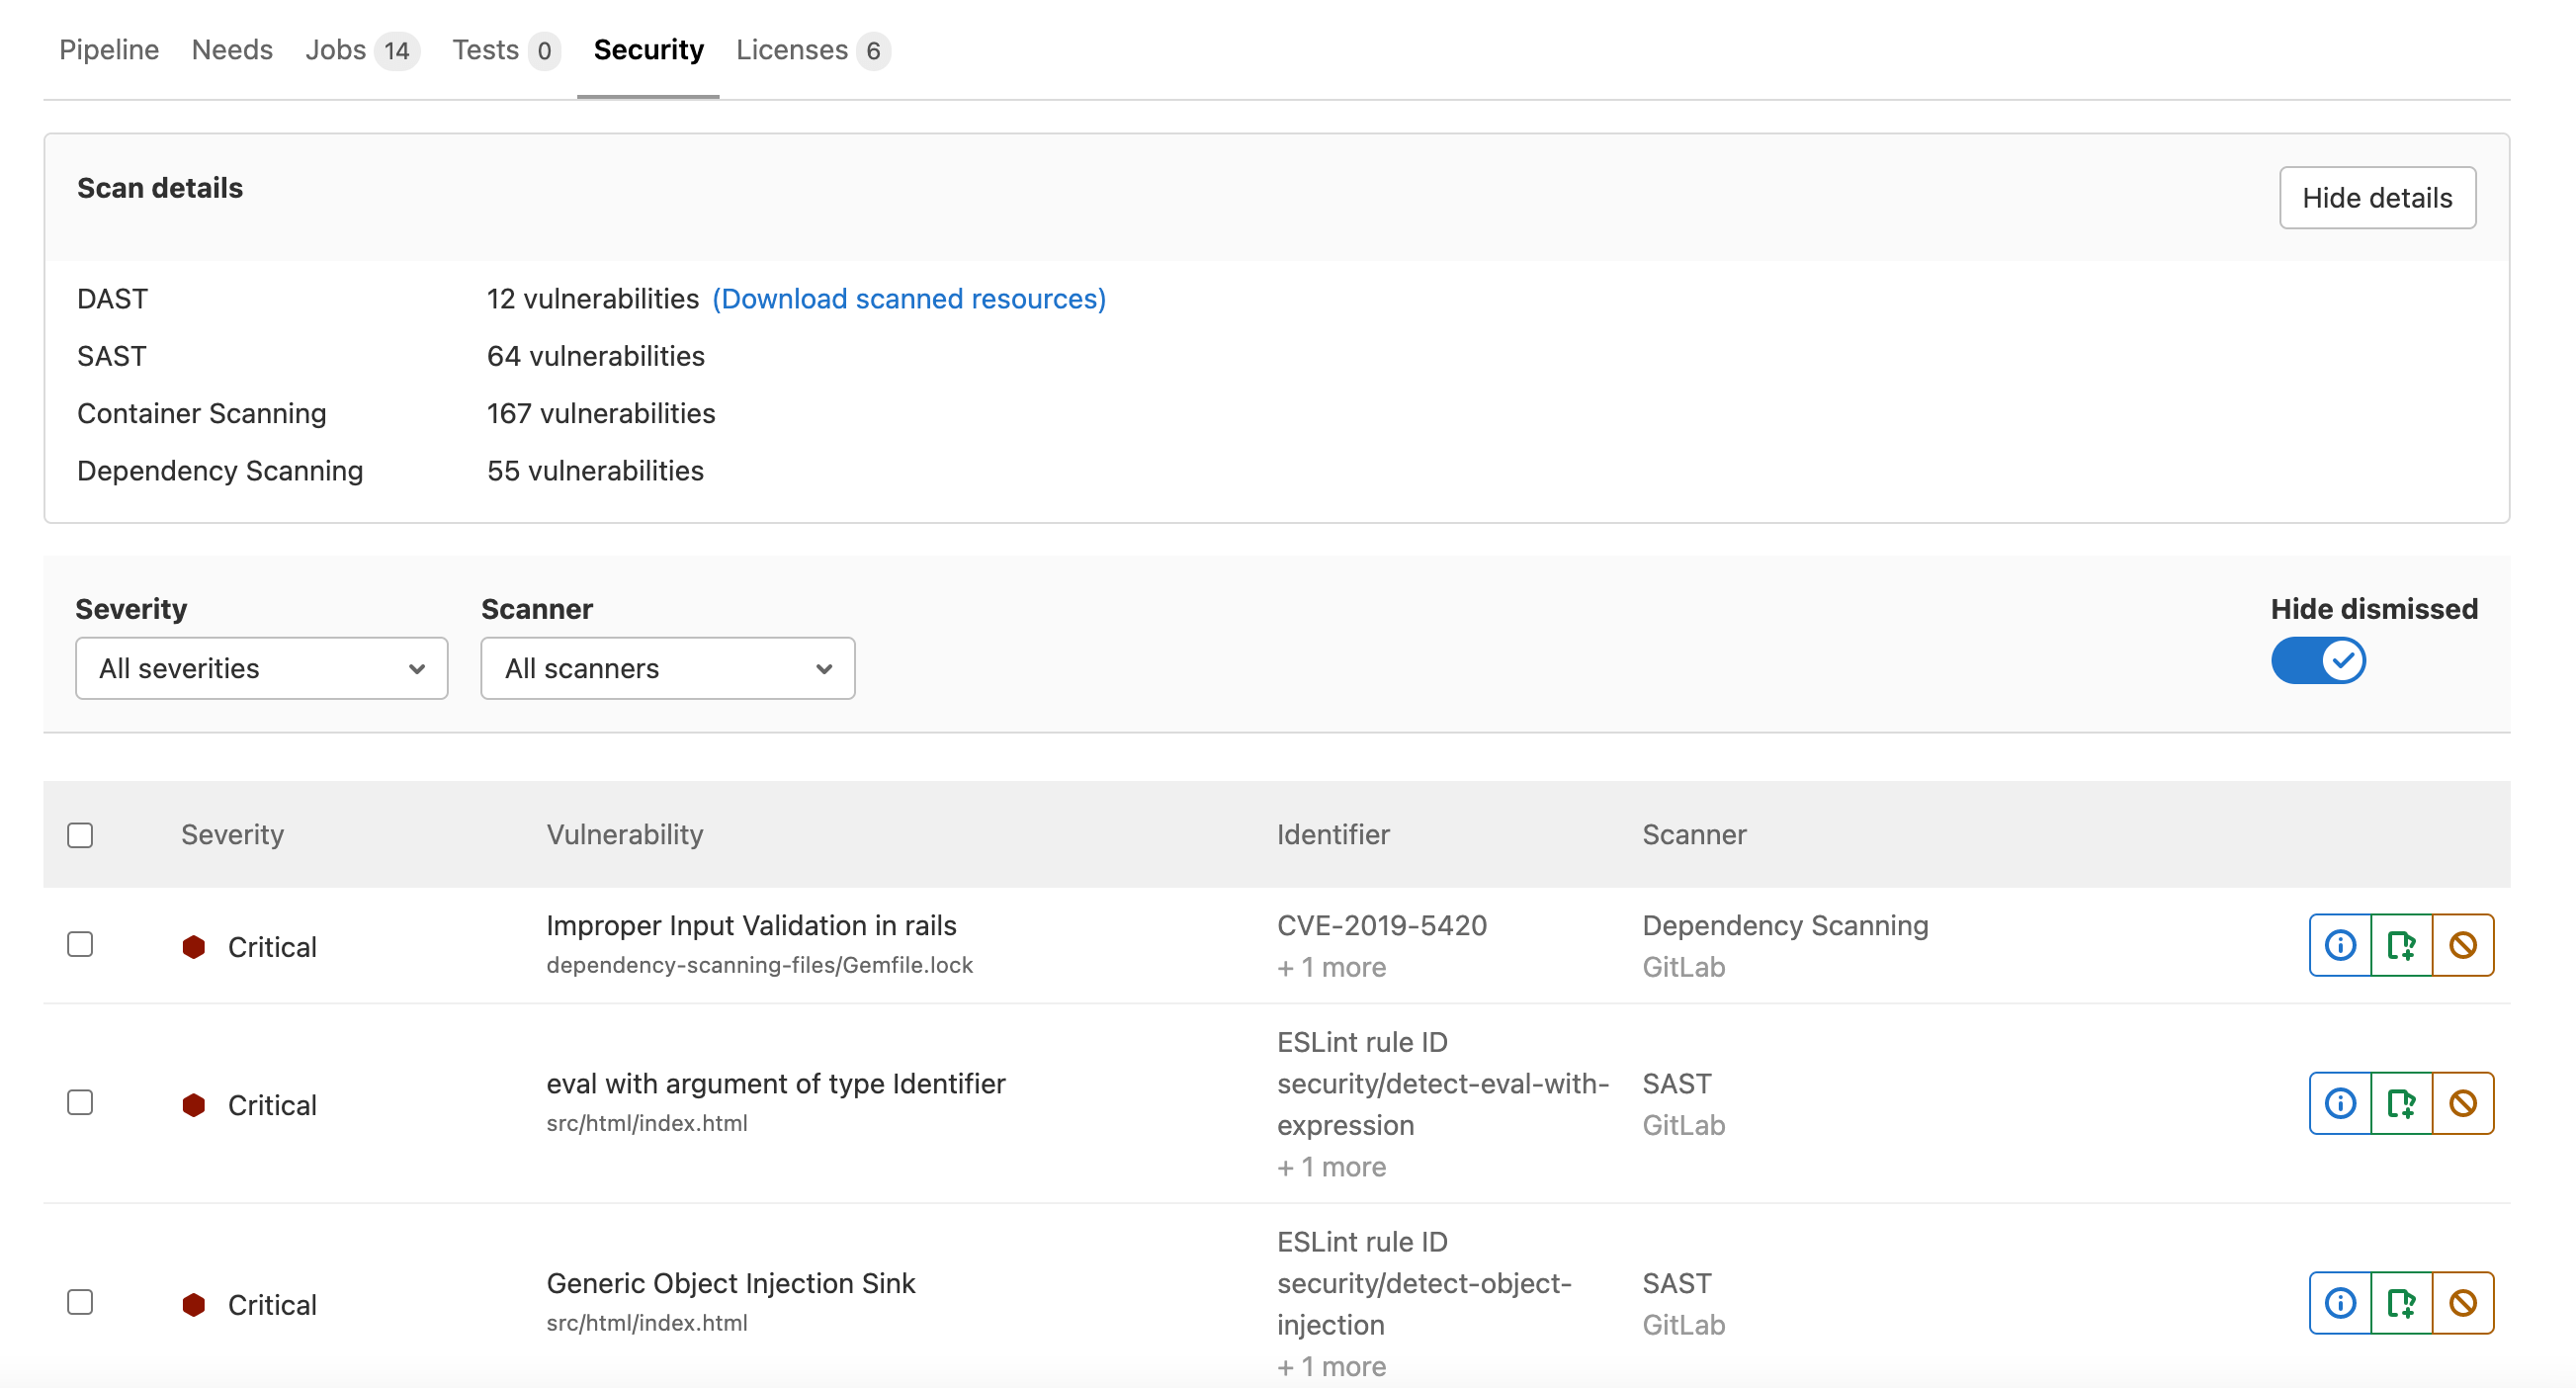 Pipeline Needs Jobs 14 Tests 0 Security Licenses 6
Scan details
Hide details
DAST 12 vulnerabilities (Download scanned resources)
SAST 64 vulnerabilities
Container Scanning 167 vulnerabilities
Dependency Scanning 55 vulnerabilities
Severity Scanner Hide dismissed
All severities All scanners
Severity Vulnerability Identifier Scanner
Critical
Improper Input Validation in rails
dependency-scanning-files/Gemfile.lock
CVE-2019-5420
+ 1 more
Dependency Scanning
GitLab
Critical
eval with argument of type Identifier
src/html/index.html
ESLint rule ID
security/detect-eval-with-
expression
+ 1 more
SAST
GitLab
Critical
Generic Object Injection Sink
src/html/index.html
ESLint rule ID
security/detect-object-
injection
+ 1 more
SAST
GitLab